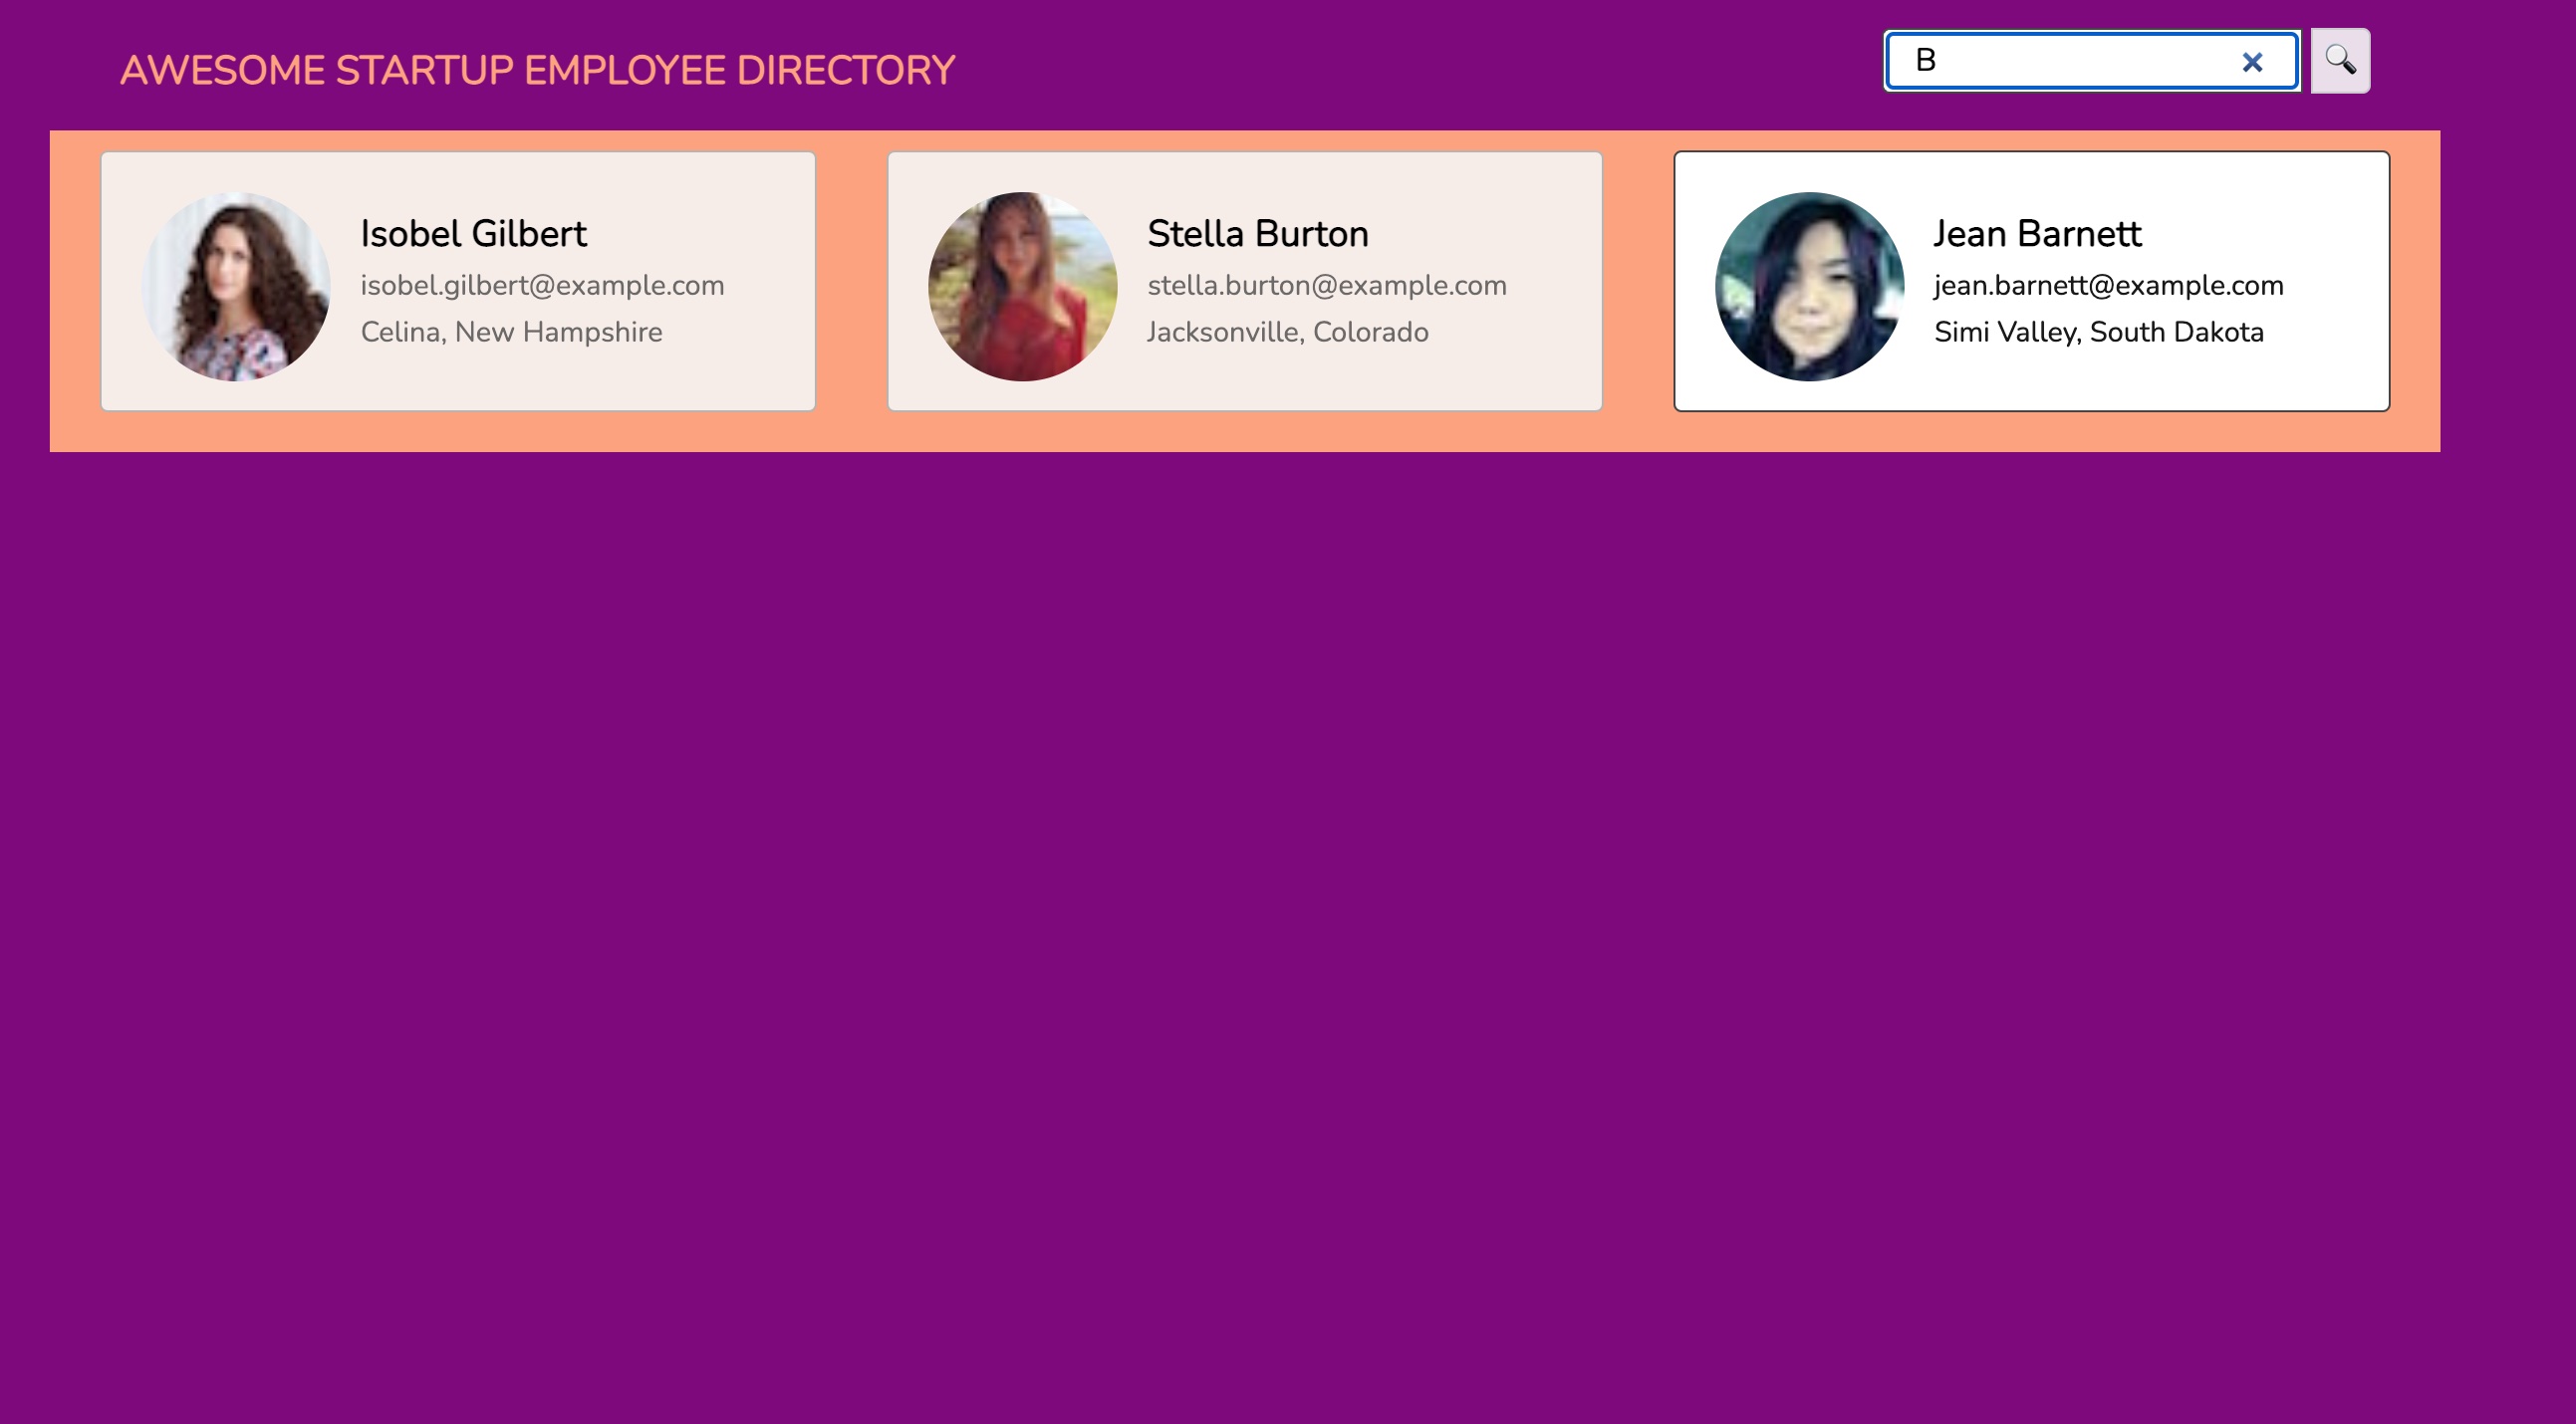 AWESOME STARTUP EMPLOYEE DIRECTORY
B
Isobel Gilbert
isobel.gilbert@example.com
Celina, New Hampshire
Stella Burton
stella.burton@example.com
Jacksonville, Colorado
Jean Barnett
jean.barnett@example.com
Simi Valley, South Dakota